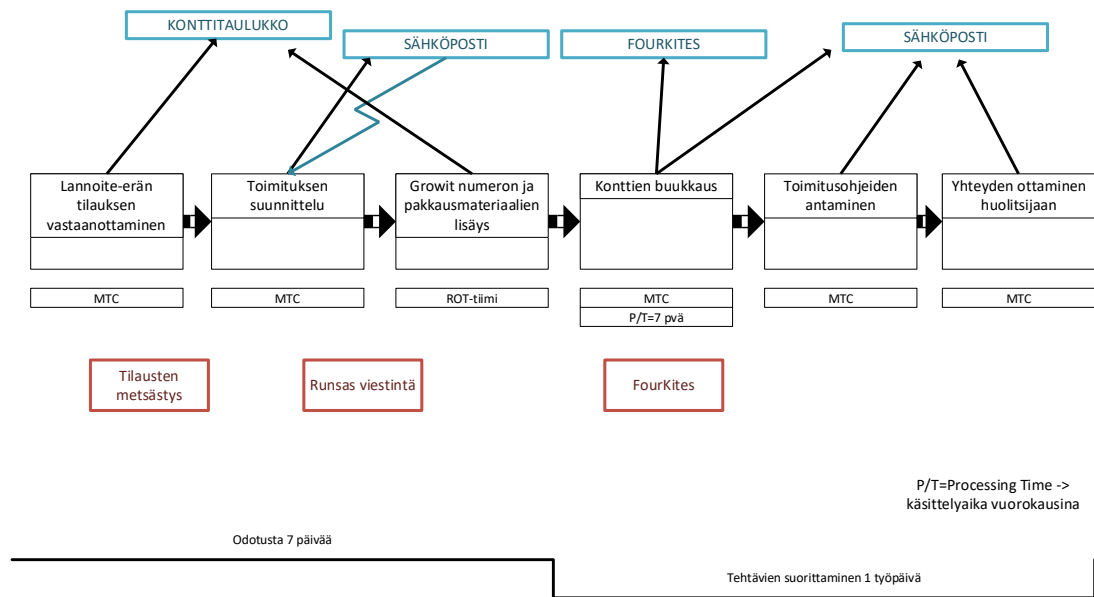 KONTTITAULUKKO
SÄHKÖPOSTI
FOURKITES
SÄHKÖPOSTI
Lannoite-erän
tilauksen
vastaanottaminen
Toimituksen
suunnittelu
Growit numeron ja
pakkausmateriaalien
lisäys
Konttien buukkaus
Toimitusohjeiden
antaminen
Yhteyden ottaminen
huolitsijaan
MTC
MTC
ROT-tiimi
MTC
P/T=7 pvä
MTC
MTC
Tilausten
metsästys
Runsas viestintä
FourKites
P/T=Processing Time ->
käsittelyaika vuorokausina
Odotusta 7 päivää
Tehtävien suorittaminen 1 työpäivä